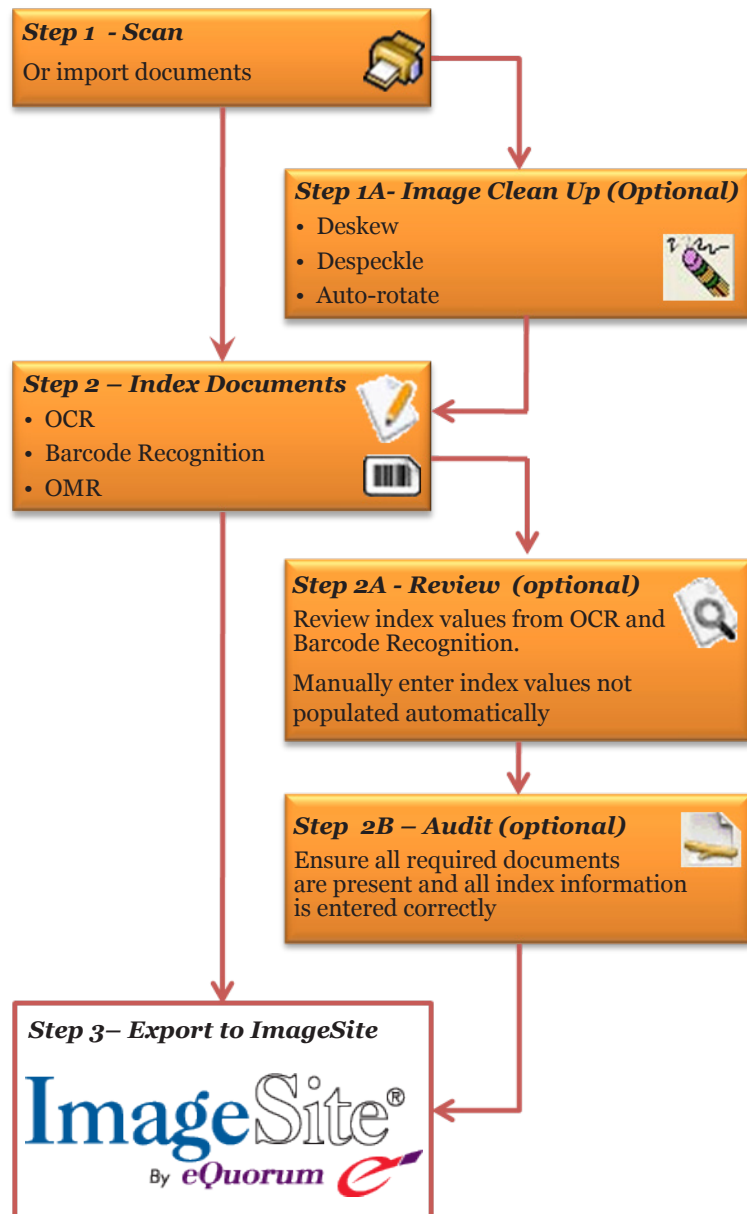 Step 1  - Scan
Or import documents
Step 1A- Image Clean Up (Optional)
• Deskew
• Despeckle
• Auto-rotate
Step 2 – Index Documents
• OCR
• Barcode Recognition
• OMR
Step 2A - Review  (optional)
Review index values from OCR and
Barcode Recognition.
Manually enter index values not
populated automatically
Step  2B – Audit (optional)
Ensure all required documents
are present and all index information
is entered correctly
Step 3– Export to ImageSite
ImageSite®
By eQuorum e